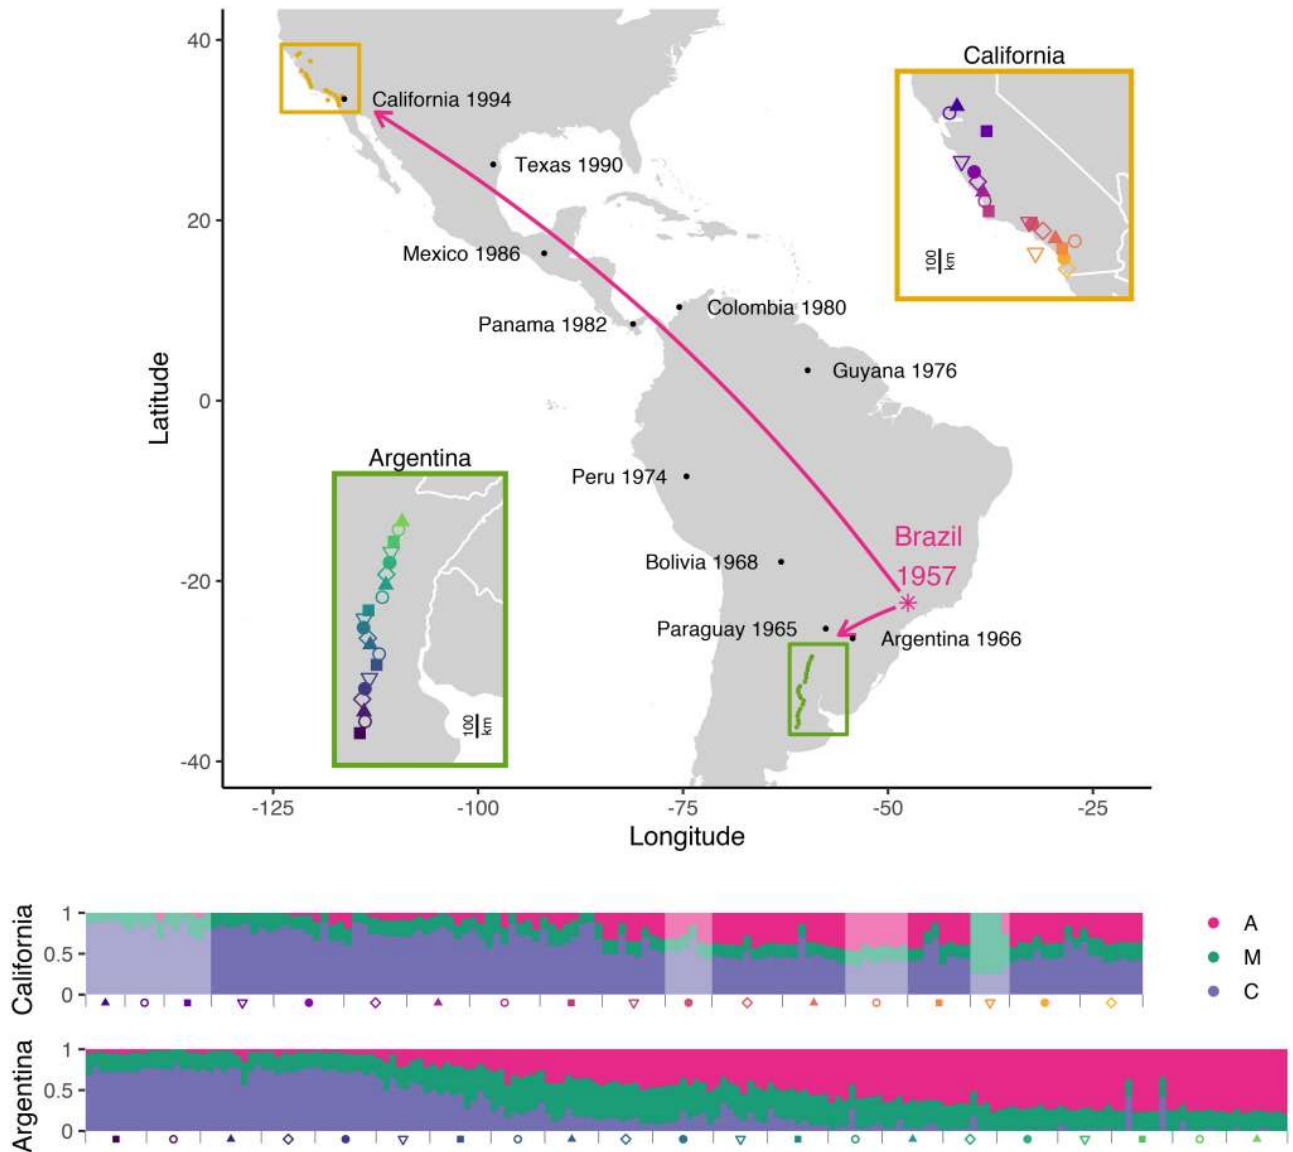 40
20
0
-20
-40
Latitude
-125
-100
-75
-50
-25
Longitude
California 1994
Texas 1990
Mexico 1986
Panama 1982
Colombia 1980
Guyana 1976
Peru 1974
Bolivia 1968
Paraguay 1965
Argentina 1966
Brazil
1957
California
100
km
Argentina
100
km
California
1
0.5
0
A
M
C
Argentina
1
0.5
0